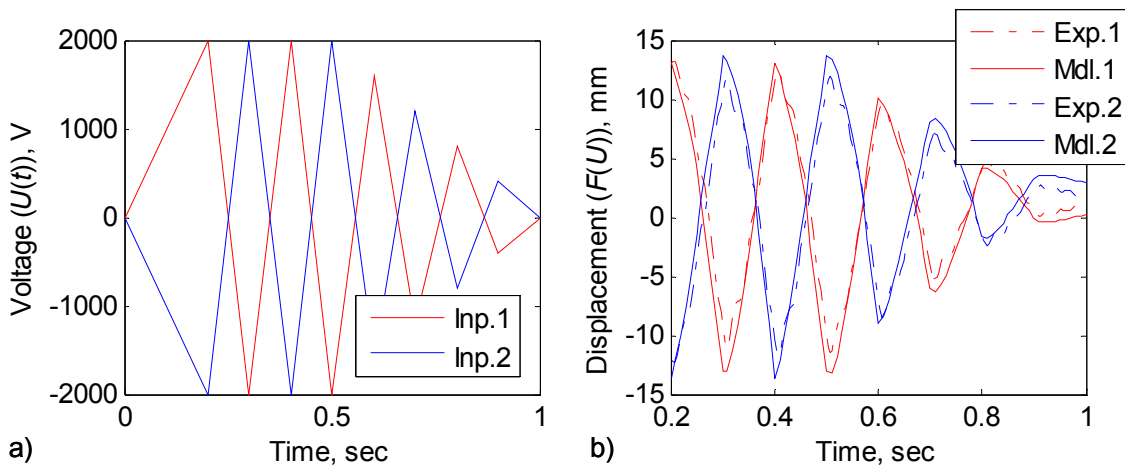 2000
1000
0
-1000
-2000
Voltage (U(t)), V
Inp.1
Inp.2
0
0.5
1
Time, sec
a)
15
10
5
0
-5
-10
-15
Displacement (F(U)), mm
Exp.1
Mdl.1
Exp.2
Mdl.2
0.2
0.4
0.6
0.8
1
Time, sec
b)